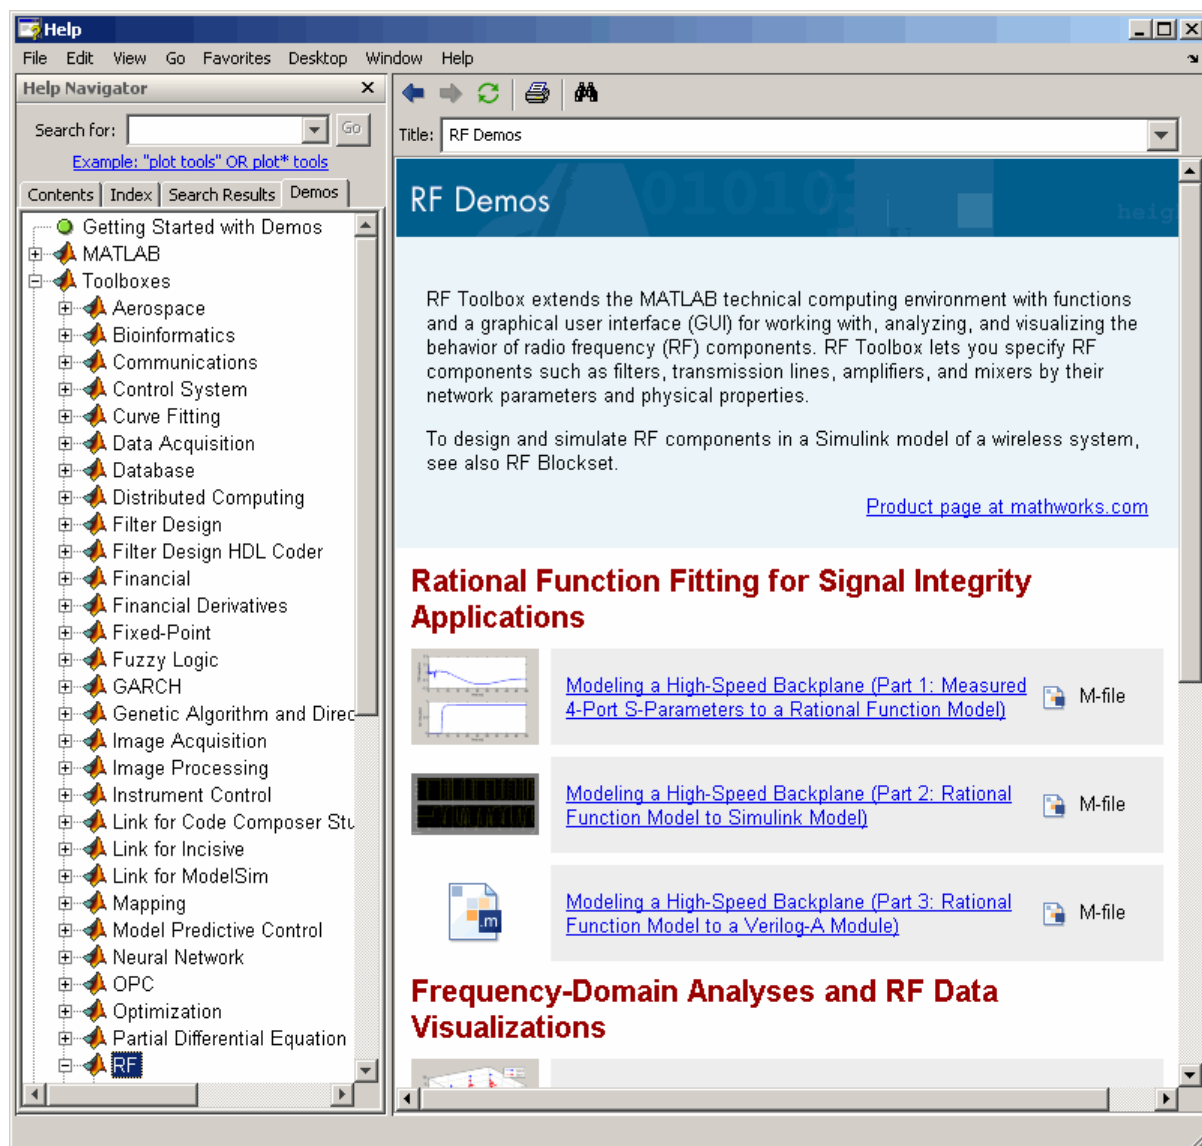 Help
File Edit View Go Favorites Desktop Window Help
Help Navigator
Search for:
Go
Example: "plot tools" OR plot* tools
Contents Index Search Results Demos
Getting Started with Demos
MATLAB
Toolboxes
Aerospace
Bioinformatics
Communications
Control System
Curve Fitting
Data Acquisition
Database
Distributed Computing
Filter Design
Filter Design HDL Coder
Financial
Financial Derivatives
Fixed-Point
Fuzzy Logic
GARCH
Genetic Algorithm and Direc
Image Acquisition
Image Processing
Instrument Control
Link for Code Composer Stu
Link for Incisive
Link for ModelSim
Mapping
Model Predictive Control
Neural Network
OPC
Optimization
Partial Differential Equation
RF
Title: RF Demos
RF Demos
010101
heig
RF Toolbox extends the MATLAB technical computing environment with functions
and a graphical user interface (GUI) for working with, analyzing, and visualizing the
behavior of radio frequency (RF) components. RF Toolbox lets you specify RF
components such as filters, transmission lines, amplifiers, and mixers by their
network parameters and physical properties.
To design and simulate RF components in a Simulink model of a wireless system,
see also RF Blockset.
Product page at mathworks.com
Rational Function Fitting for Signal Integrity
Applications
Modeling a High-Speed Backplane (Part 1: Measured
4-Port S-Parameters to a Rational Function Model)
M-file
Modeling a High-Speed Backplane (Part 2: Rational
Function Model to Simulink Model)
M-file
.m
Modeling a High-Speed Backplane (Part 3: Rational
Function Model to a Verilog-A Module)
M-file
Frequency-Domain Analyses and RF Data
Visualizations